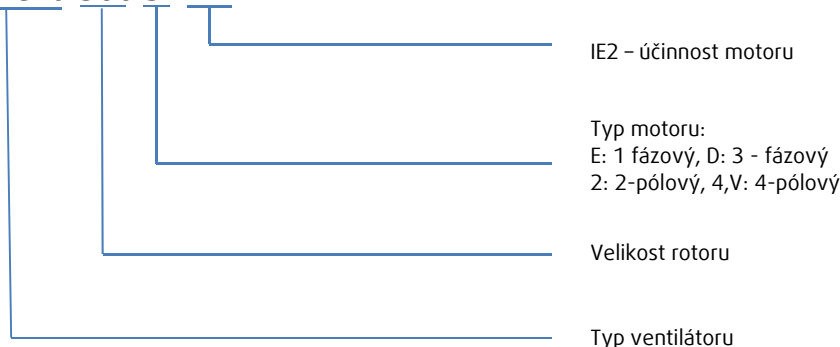 IE2 – účinnost motoru
Typ motoru:
E: 1 fázový, D: 3 - fázový
2: 2-pólový, 4,V: 4-pólový
Velikost rotoru
Typ ventilátoru